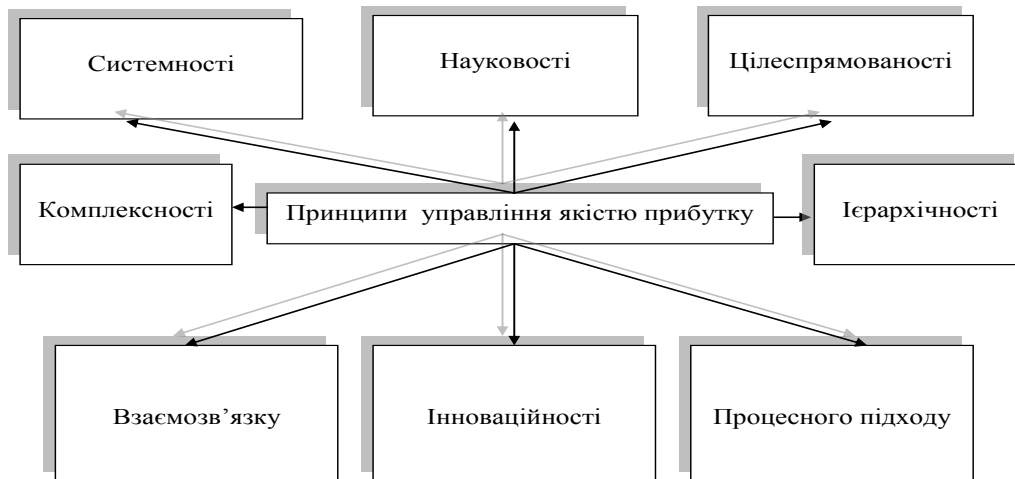 Системності
Науковості
Цілеспрямованості
Комплексності
Принципи управління якістю прибутку
Ієрархічності
Взаємозв’язку
Інноваційності
Процесного підходу